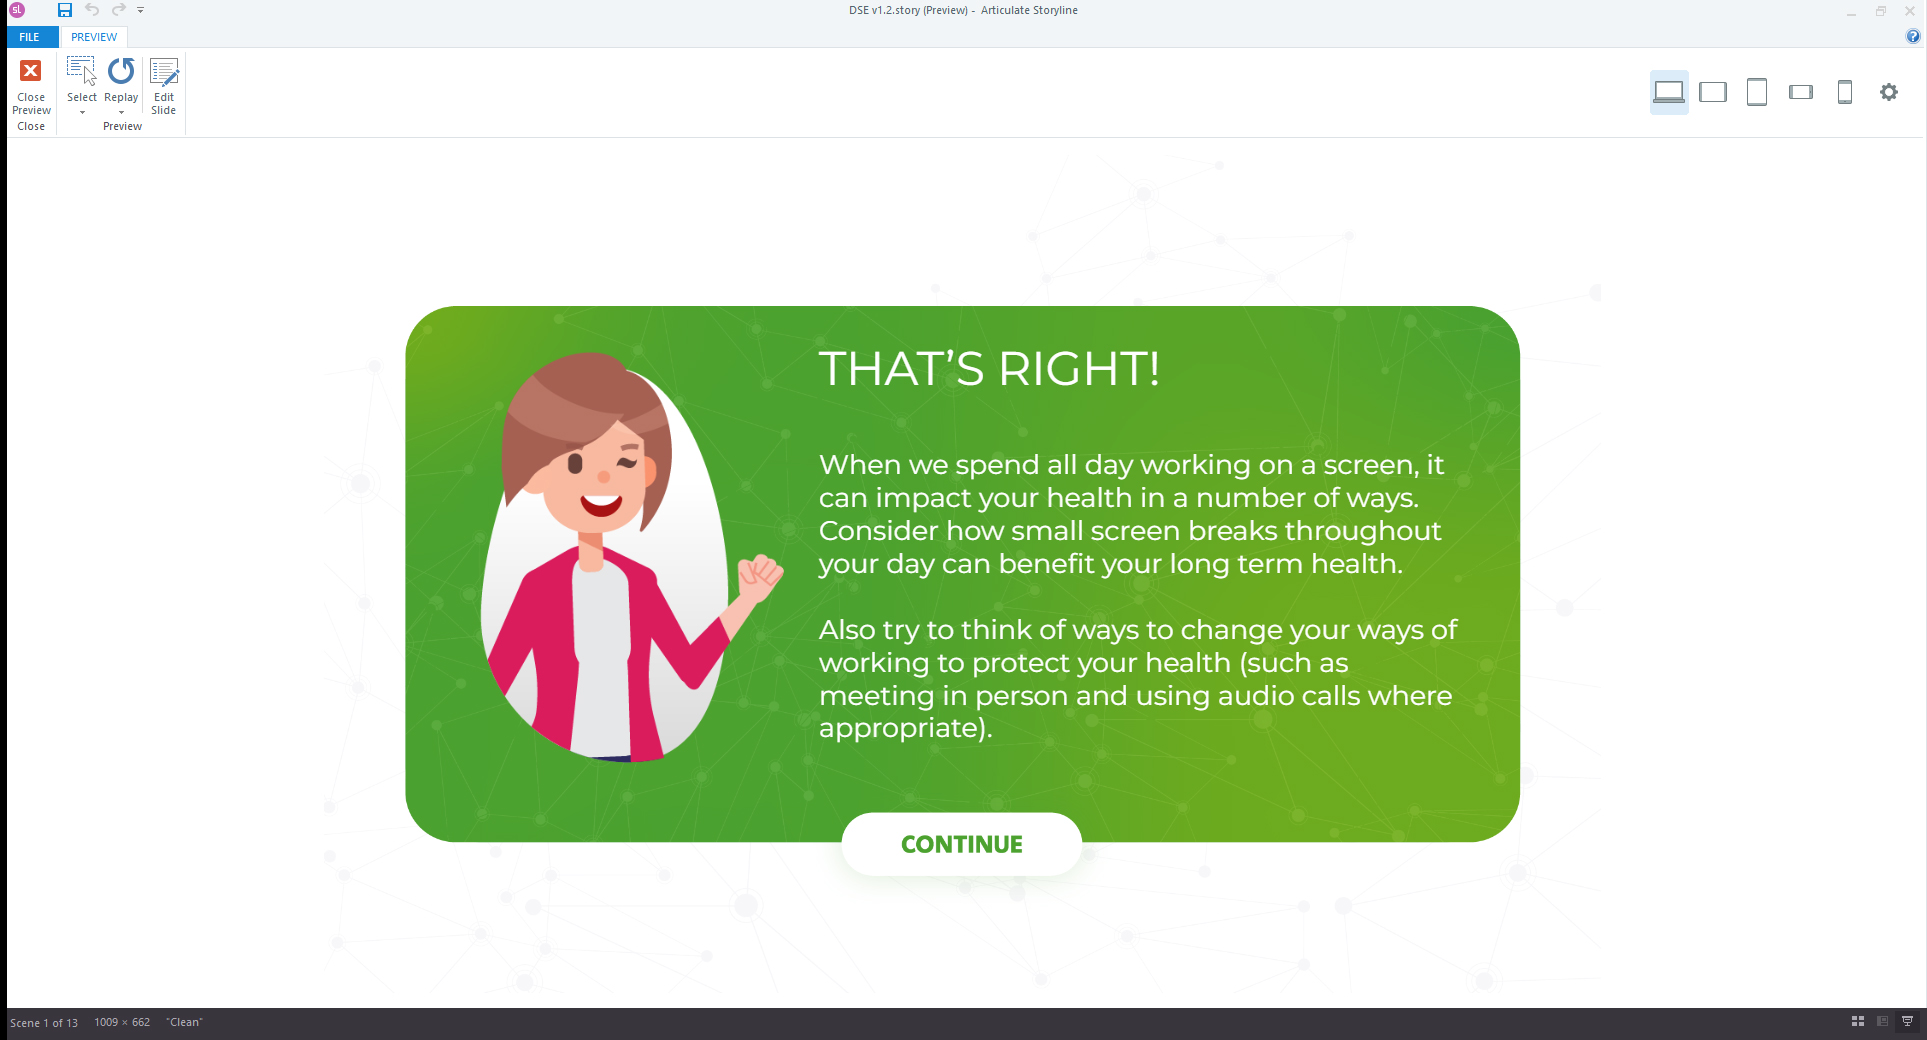 sL
DSE v1.2.story (Preview) - Articulate Storyline
FILE
PREVIEW
?
Close Preview
Select
Replay
Edit Slide
Close
Preview
THAT'S RIGHT!
When we spend all day working on a screen, it
can impact your health in a number of ways.
Consider how small screen breaks throughout
your day can benefit your long term health.
Also try to think of ways to change your ways of
working to protect your health (such as
meeting in person and using audio calls where
appropriate).
CONTINUE
Scene 1 of 13
1009 × 662
"Clean"